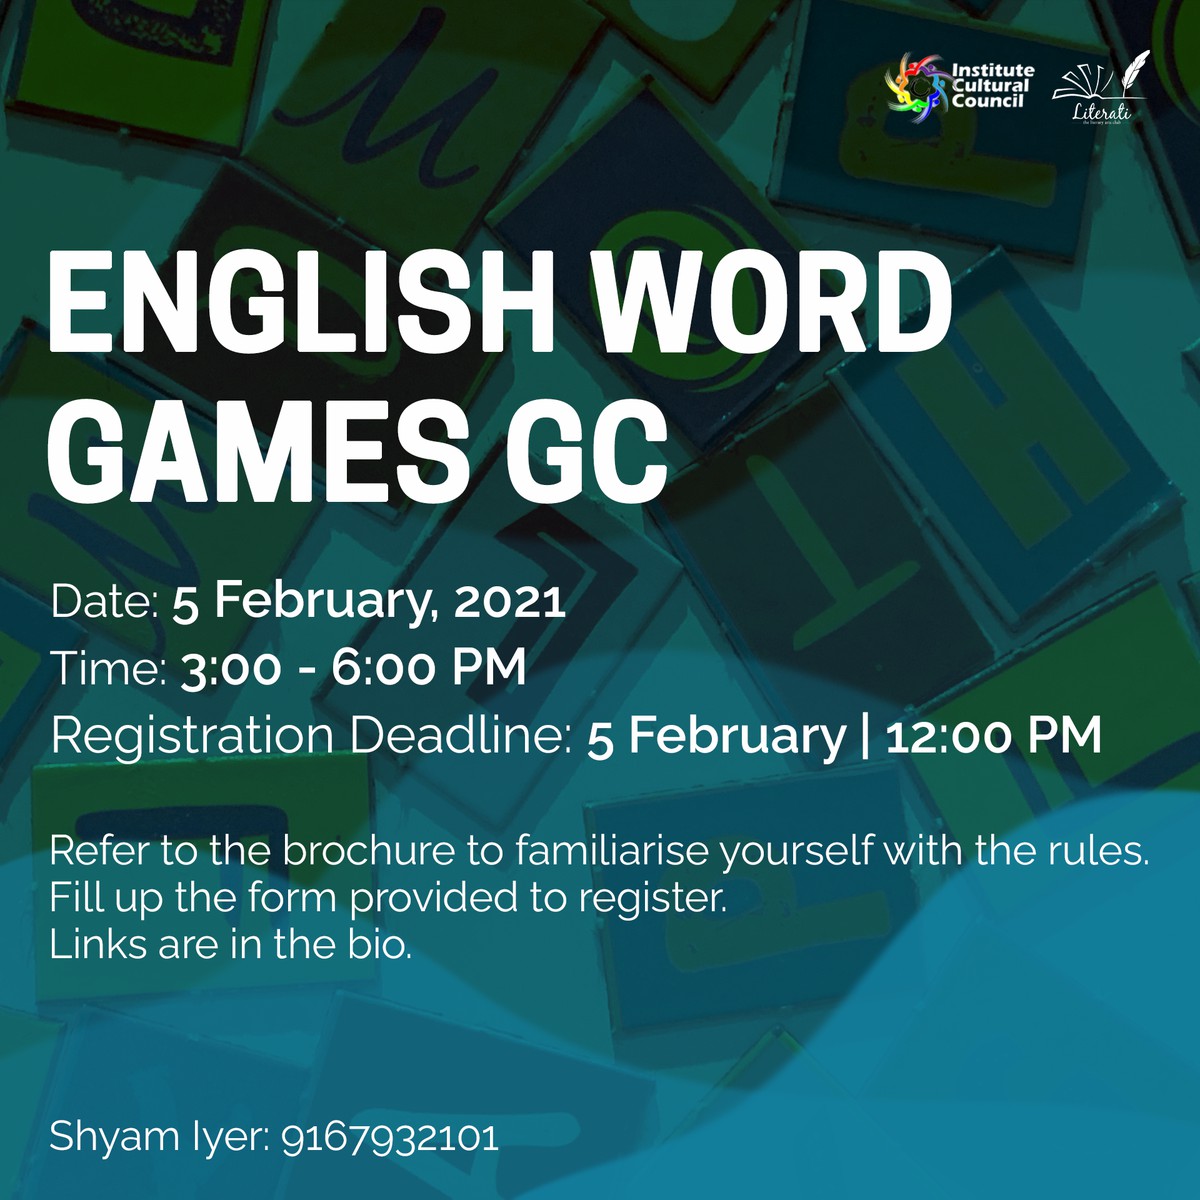 Institute
Cultural
Council
Literati
ENGLISH WORD
GAMES GC
Date: 5 February, 2021
Time: 3:00 - 6:00 PM
Registration Deadline: 5 February | 12:00 PM
Refer to the brochure to familiarise yourself with the rules.
Fill up the form provided to register.
Links are in the bio.
Shyam Iyer: 9167932101